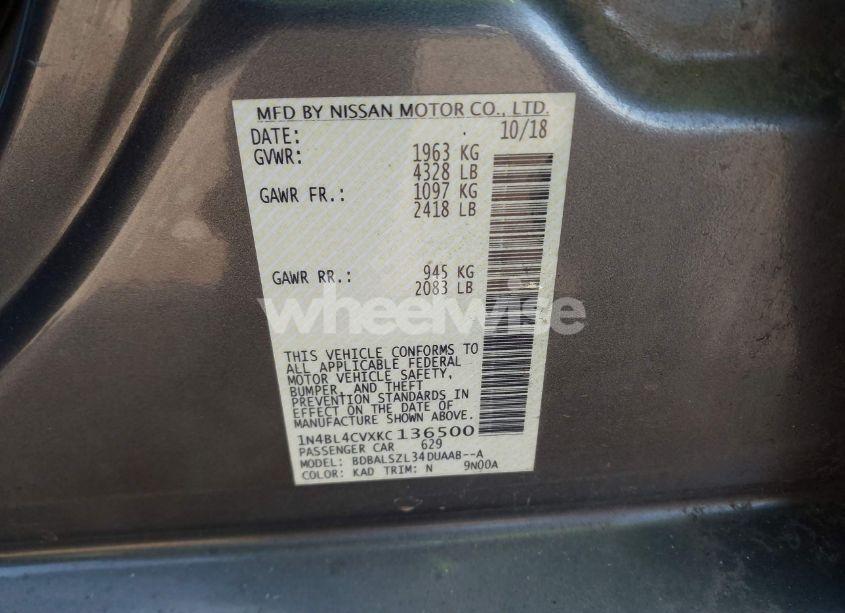 MFD BY NISSAN MOTOR CO., LTD.
DATE: 10/18
GVWR: 1963 KG
4328 LB
GAWR FR.: 1097 KG
2418 LB
GAWR RR.: 945 KG
2083 LB
wheelwise
THIS VEHICLE CONFORMS TO
ALL APPLICABLE FEDERAL
MOTOR VEHICLE SAFETY,
BUMPER, AND THEFT
PREVENTION STANDARDS IN
EFFECT ON THE DATE OF
MANUFACTURE SHOWN ABOVE.
1N4BL4CVXKC136500
PASSENGER CAR 629
MODEL: BDBALSZL34DUAAB--A
COLOR: KAD TRIM: N 9N00A